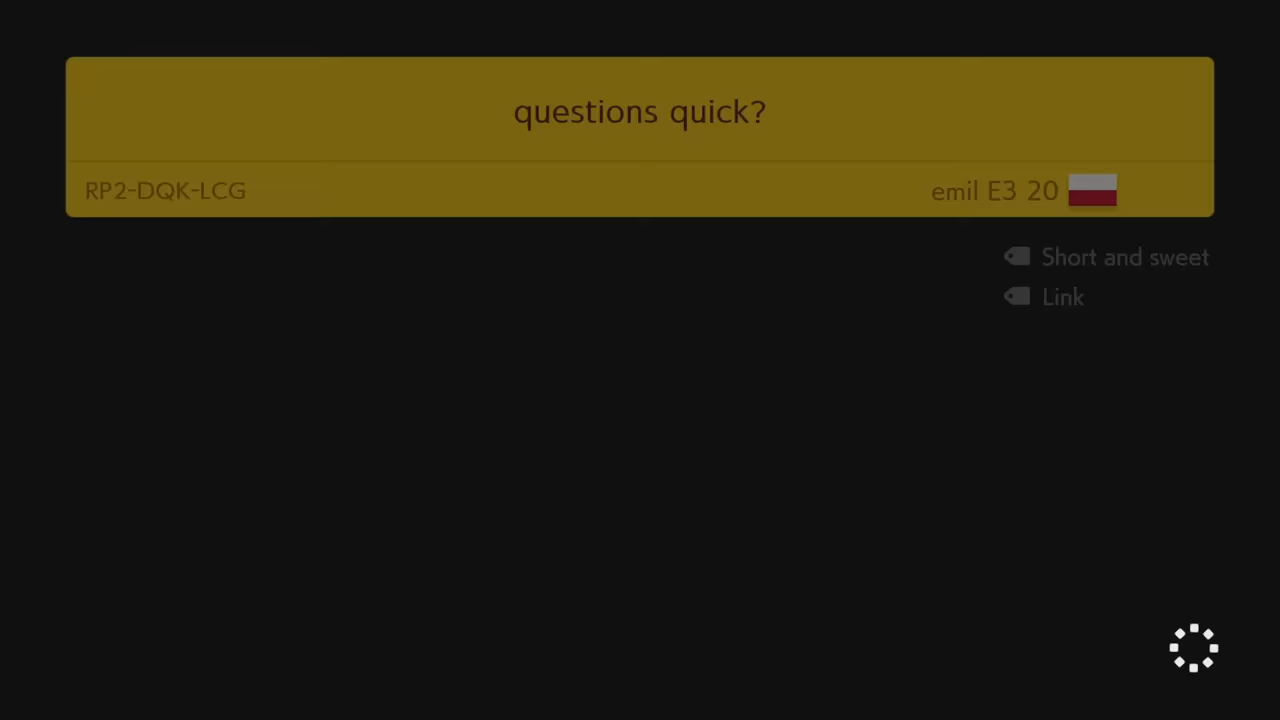 questions quick?
RP2-DQK-LCG
emil E3 20
Short and sweet
Link